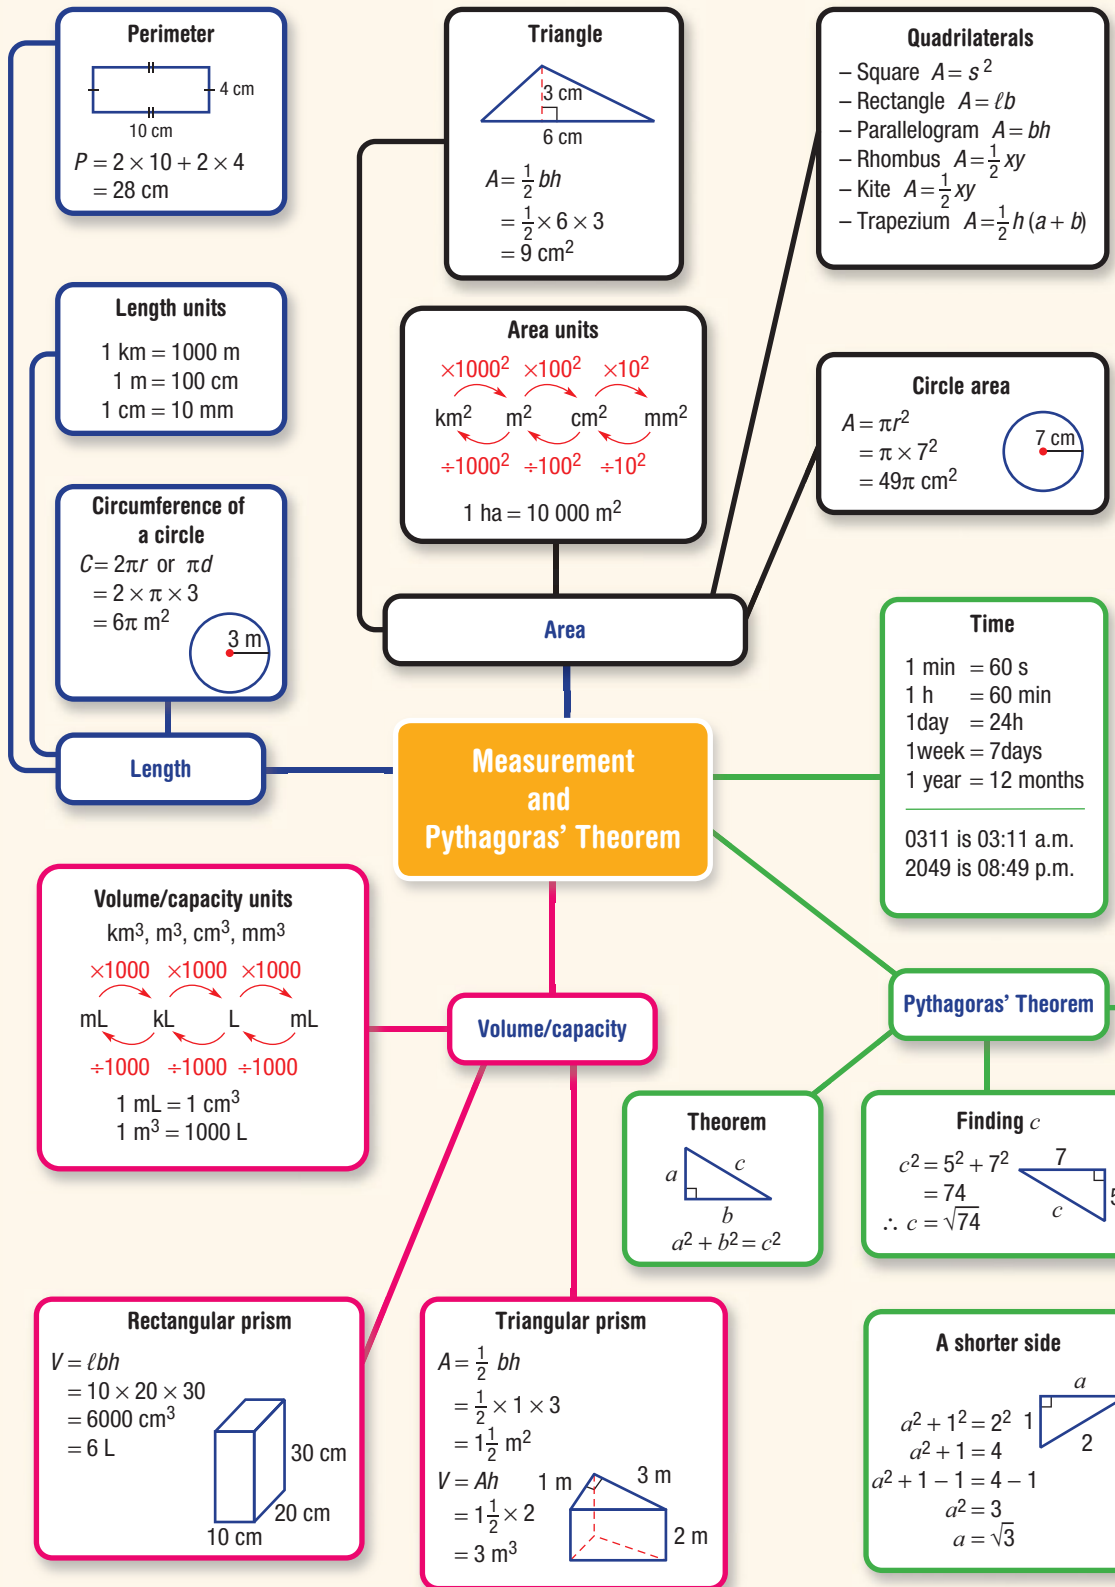 Perimeter
4 cm
10 cm
P = 2 × 10 + 2 × 4
= 28 cm
Triangle
3 cm
6 cm
A = 1/2 bh
= 1/2 × 6 × 3
= 9 cm²
Quadrilaterals
– Square A = s²
– Rectangle A = ℓb
– Parallelogram A = bh
– Rhombus A = 1/2 xy
– Kite A = 1/2 xy
– Trapezium A = 1/2 h (a + b)
Length units
1 km = 1000 m
1 m = 100 cm
1 cm = 10 mm
Area units
×1000² ×100² ×10²
km² m² cm² mm²
÷1000² ÷100² ÷10²
1 ha = 10 000 m²
Circle area
A = πr²
= π × 7²
= 49π cm²
7 cm
Circumference of
a circle
C = 2πr or πd
= 2 × π × 3
= 6π m²
3 m
Area
Length
Measurement
and
Pythagoras' Theorem
Time
1 min = 60 s
1 h = 60 min
1day = 24h
1week = 7days
1 year = 12 months
0311 is 03:11 a.m.
2049 is 08:49 p.m.
Volume/capacity units
km³, m³, cm³, mm³
×1000 ×1000 ×1000
mL kL L mL
÷1000 ÷1000 ÷1000
1 mL = 1 cm³
1 m³ = 1000 L
Volume/capacity
Pythagoras' Theorem
Theorem
a
c
b
a² + b² = c²
Finding c
c² = 5² + 7²
= 74
∴ c = √74
7
c
5
Rectangular prism
V = ℓbh
= 10 × 20 × 30
= 6000 cm³
= 6 L
30 cm
20 cm
10 cm
Triangular prism
A = 1/2 bh
= 1/2 × 1 × 3
= 1 1/2 m²
V = Ah
= 1 1/2 × 2
= 3 m³
1 m
3 m
2 m
A shorter side
a² + 1² = 2²
a² + 1 = 4
a² + 1 − 1 = 4 − 1
a² = 3
a = √3
a
1
2